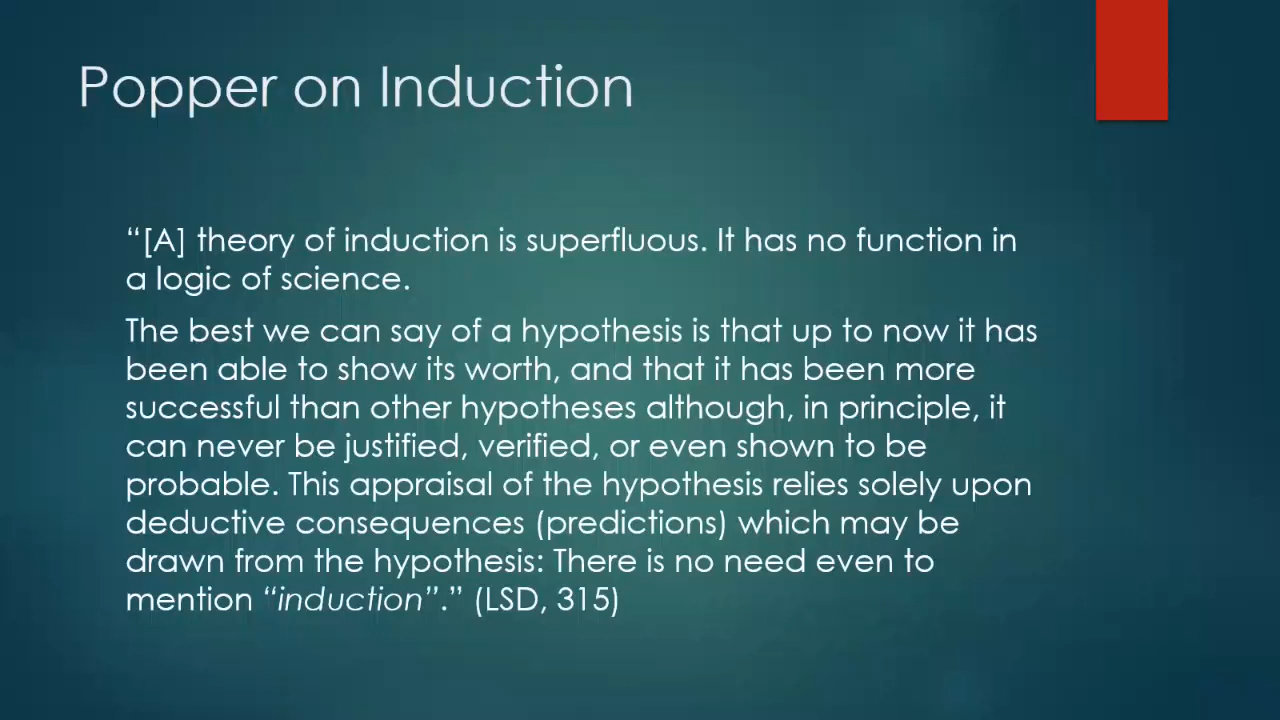 Popper on Induction
“[A] theory of induction is superfluous. It has no function in
a logic of science.
The best we can say of a hypothesis is that up to now it has
been able to show its worth, and that it has been more
successful than other hypotheses although, in principle, it
can never be justified, verified, or even shown to be
probable. This appraisal of the hypothesis relies solely upon
deductive consequences (predictions) which may be
drawn from the hypothesis: There is no need even to
mention “induction”.” (LSD, 315)